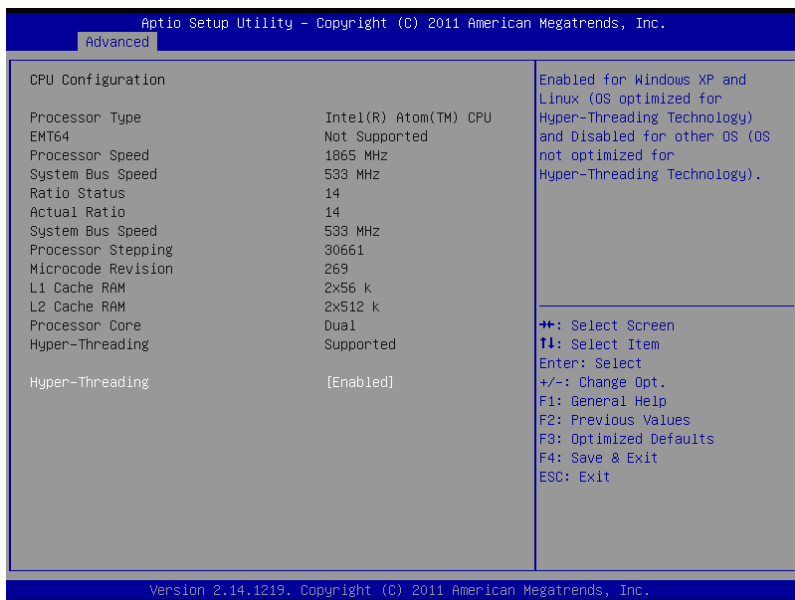 Aptio Setup Utility – Copyright (C) 2011 American Megatrends, Inc.
Advanced
CPU Configuration
Processor Type Intel(R) Atom(TM) CPU
EMT64 Not Supported
Processor Speed 1865 MHz
System Bus Speed 533 MHz
Ratio Status 14
Actual Ratio 14
System Bus Speed 533 MHz
Processor Stepping 30661
Microcode Revision 269
L1 Cache RAM 2x56 k
L2 Cache RAM 2x512 k
Processor Core Dual
Hyper-Threading Supported
Hyper-Threading [Enabled]
Enabled for Windows XP and
Linux (OS optimized for
Hyper-Threading Technology)
and Disabled for other OS (OS
not optimized for
Hyper-Threading Technology).
→←: Select Screen
↑↓: Select Item
Enter: Select
+/-: Change Opt.
F1: General Help
F2: Previous Values
F3: Optimized Defaults
F4: Save & Exit
ESC: Exit
Version 2.14.1219. Copyright (C) 2011 American Megatrends, Inc.